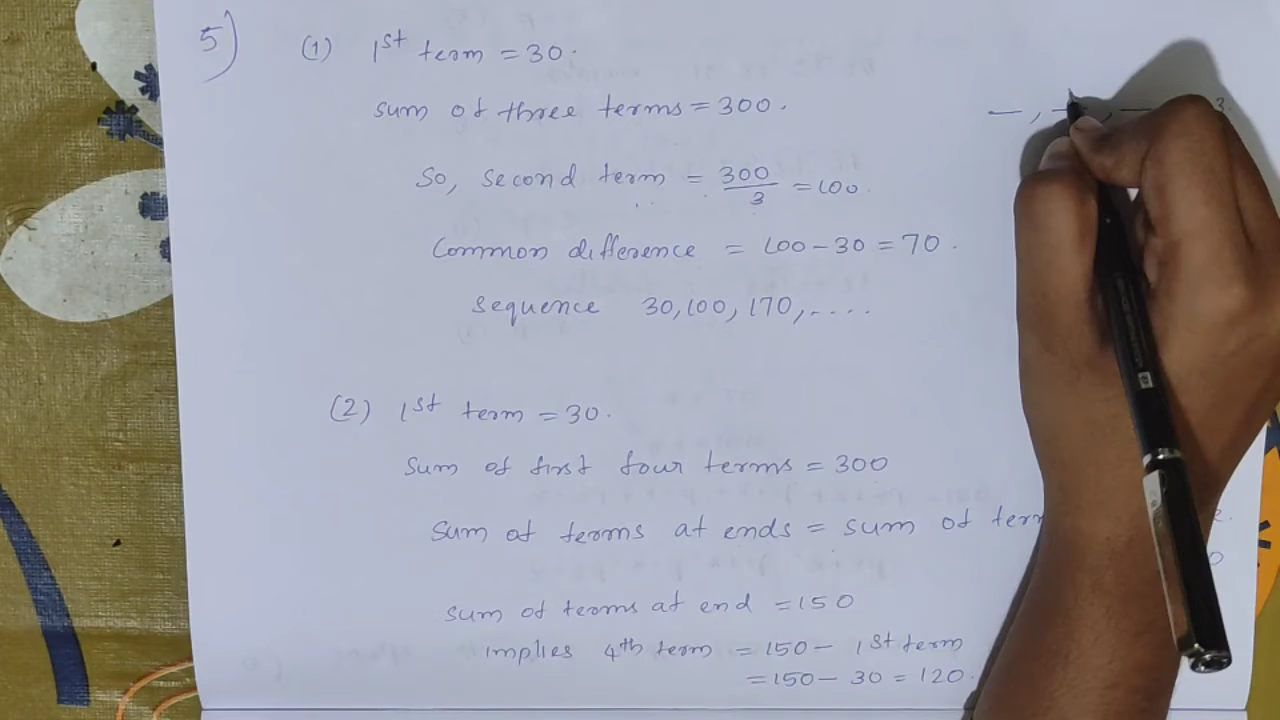 5)
(1) 1st term = 30.
sum of three terms = 300.
—, —, — 3
So, second term = 300/3 = 100
Common difference = 100 - 30 = 70.
Sequence 30, 100, 170, ....
(2) 1st term = 30.
Sum of first four terms = 300
Sum of terms at ends = sum of
sum of terms at end = 150
implies 4th term = 150 - 1st term
= 150 - 30 = 120.